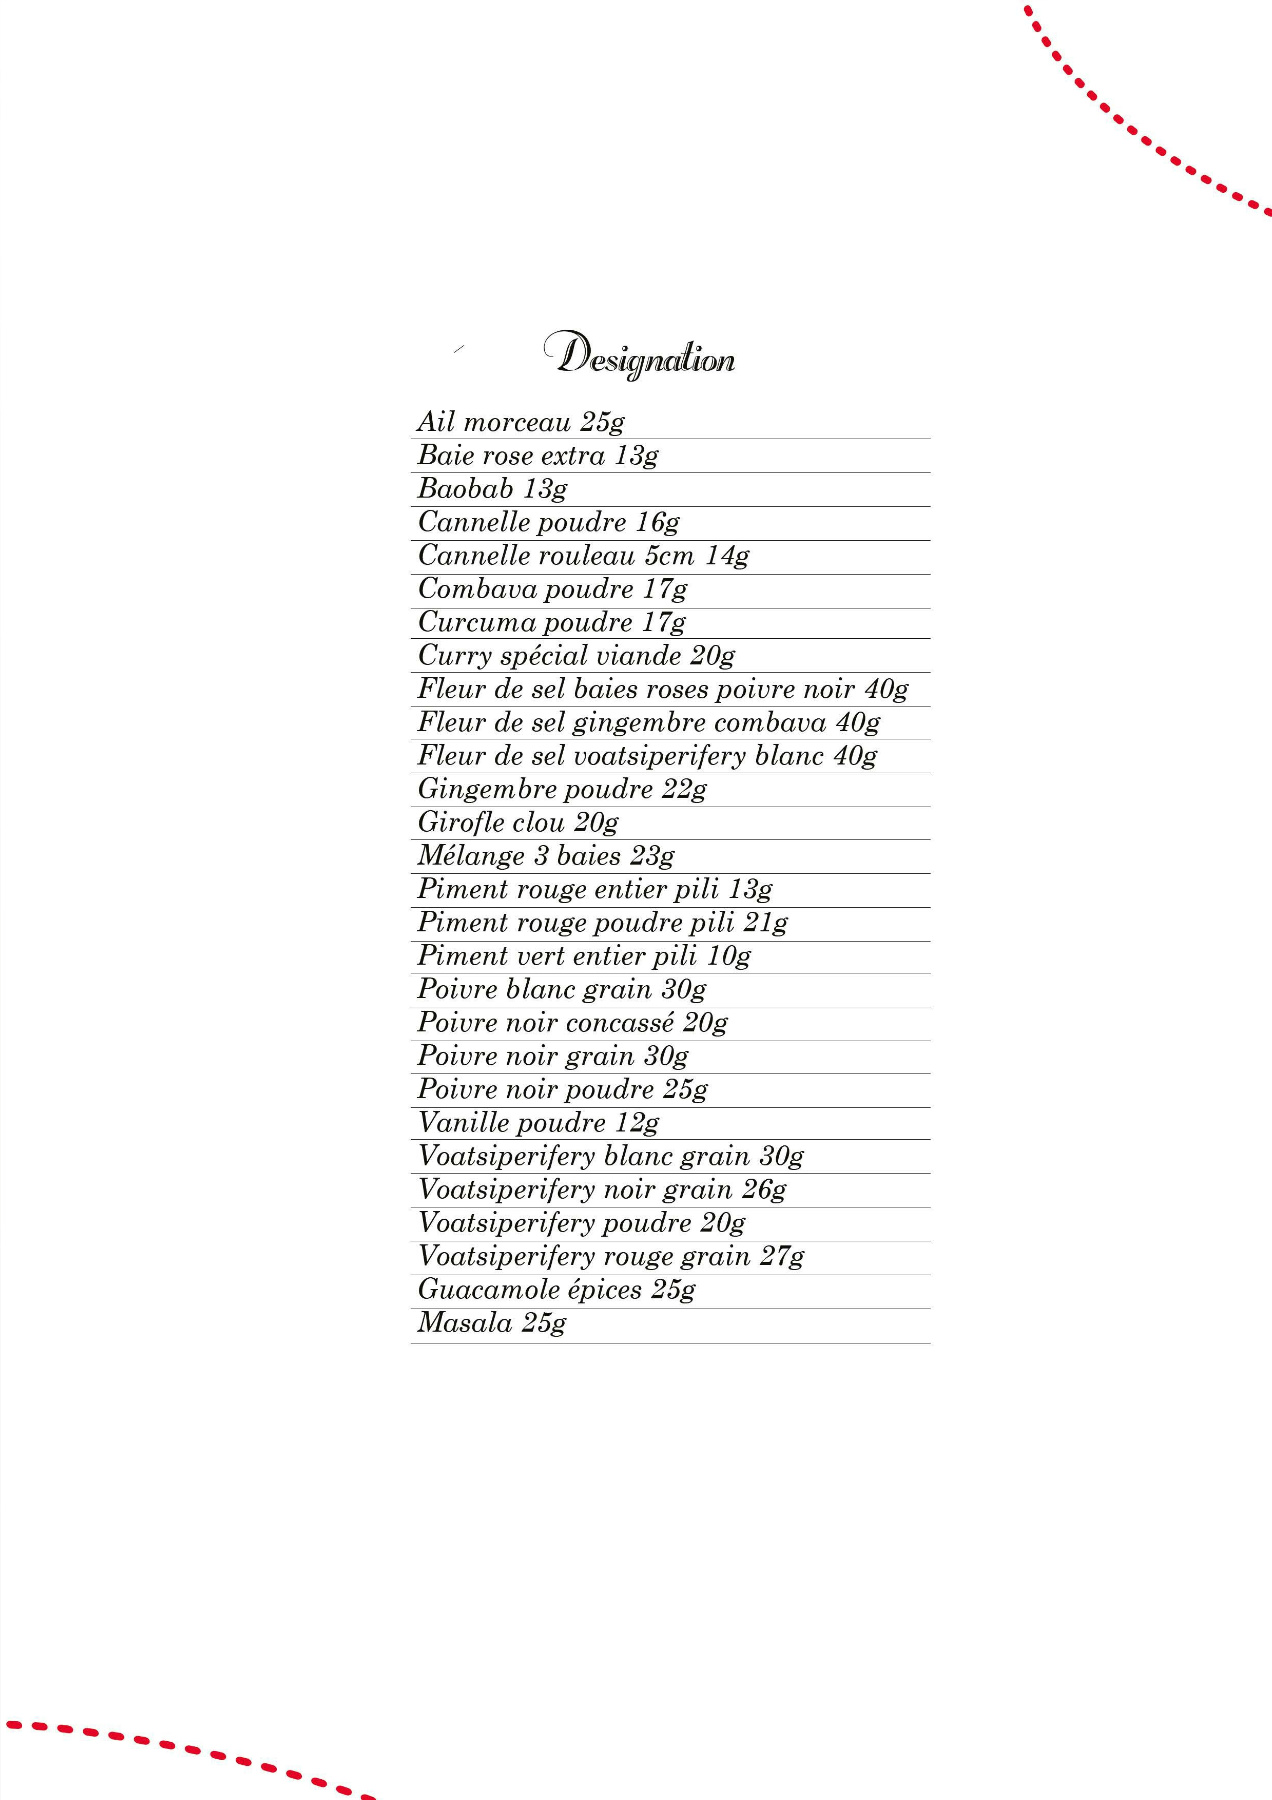 Designation
Ail morceau 25g
Baie rose extra 13g
Baobab 13g
Cannelle poudre 16g
Cannelle rouleau 5cm 14g
Combava poudre 17g
Curcuma poudre 17g
Curry spécial viande 20g
Fleur de sel baies roses poivre noir 40g
Fleur de sel gingembre combava 40g
Fleur de sel voatsiperifery blanc 40g
Gingembre poudre 22g
Girofle clou 20g
Mélange 3 baies 23g
Piment rouge entier pili 13g
Piment rouge poudre pili 21g
Piment vert entier pili 10g
Poivre blanc grain 30g
Poivre noir concassé 20g
Poivre noir grain 30g
Poivre noir poudre 25g
Vanille poudre 12g
Voatsiperifery blanc grain 30g
Voatsiperifery noir grain 26g
Voatsiperifery poudre 20g
Voatsiperifery rouge grain 27g
Guacamole épices 25g
Masala 25g